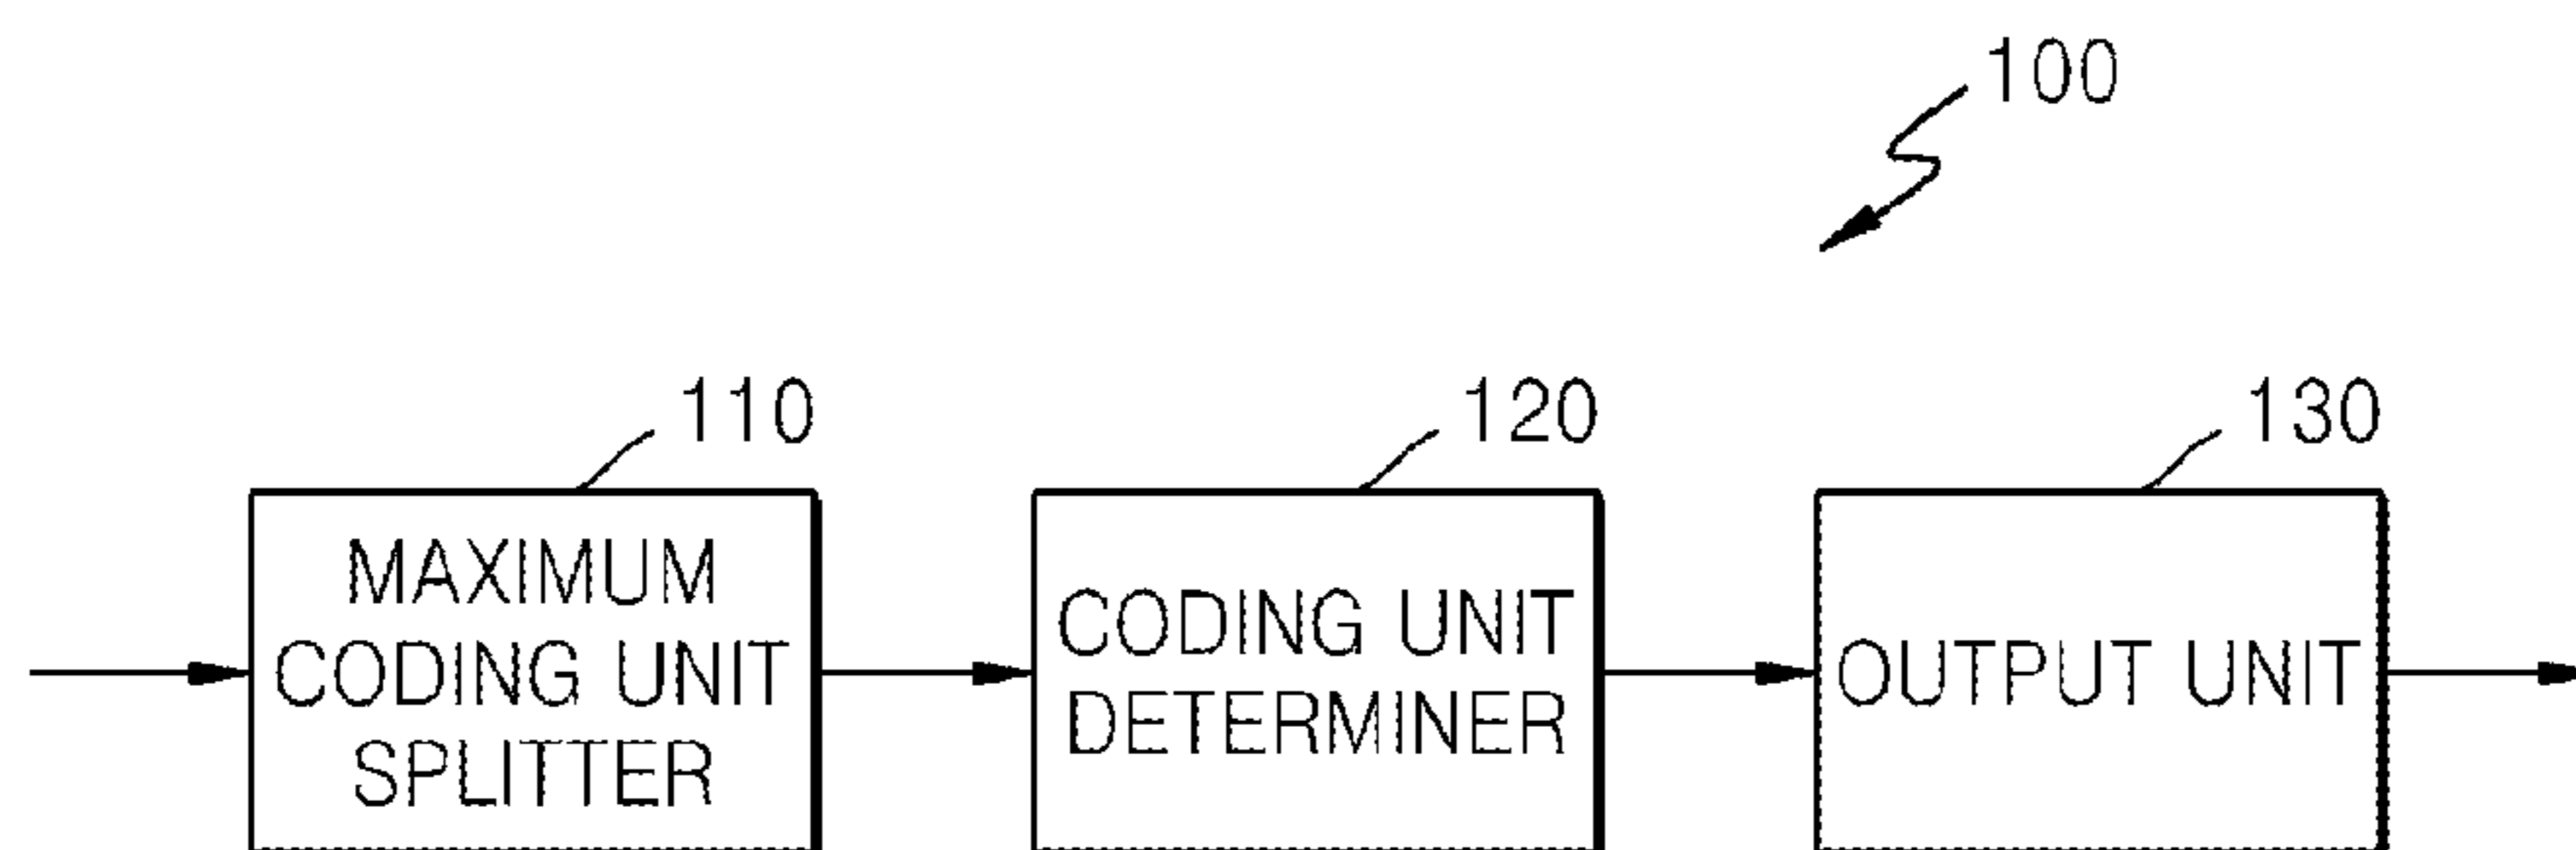 100
110
120
130
MAXIMUM
CODING UNIT
SPLITTER
CODING UNIT
DETERMINER
OUTPUT UNIT